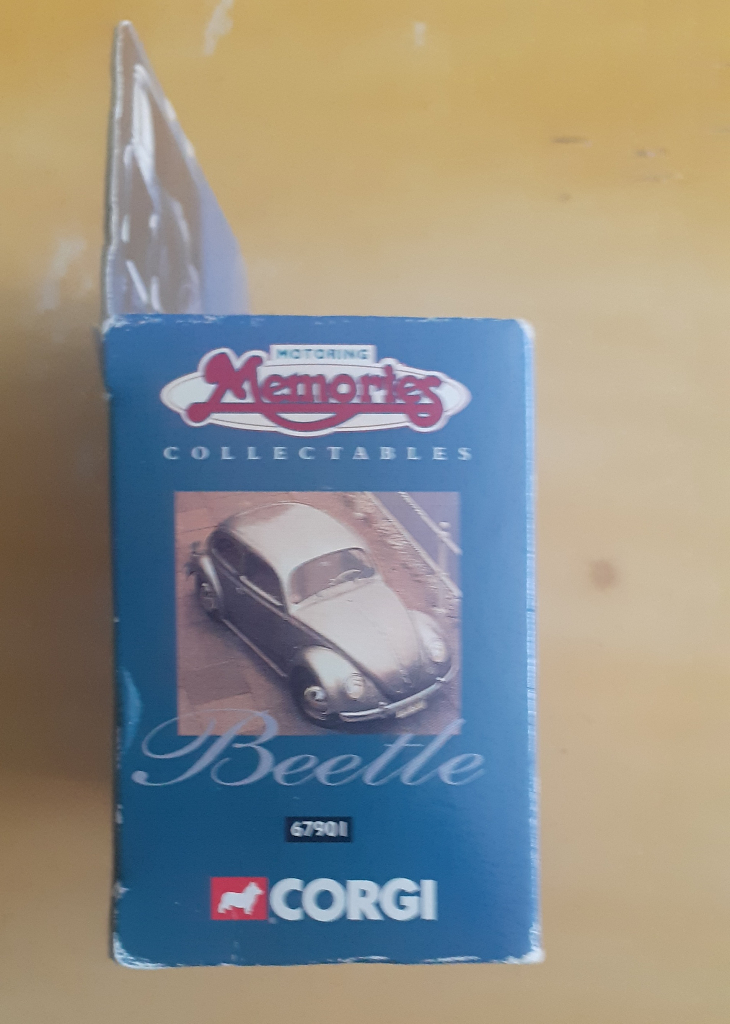 MOTORING
Memories
COLLECTABLES
Beetle
67901
CORGI